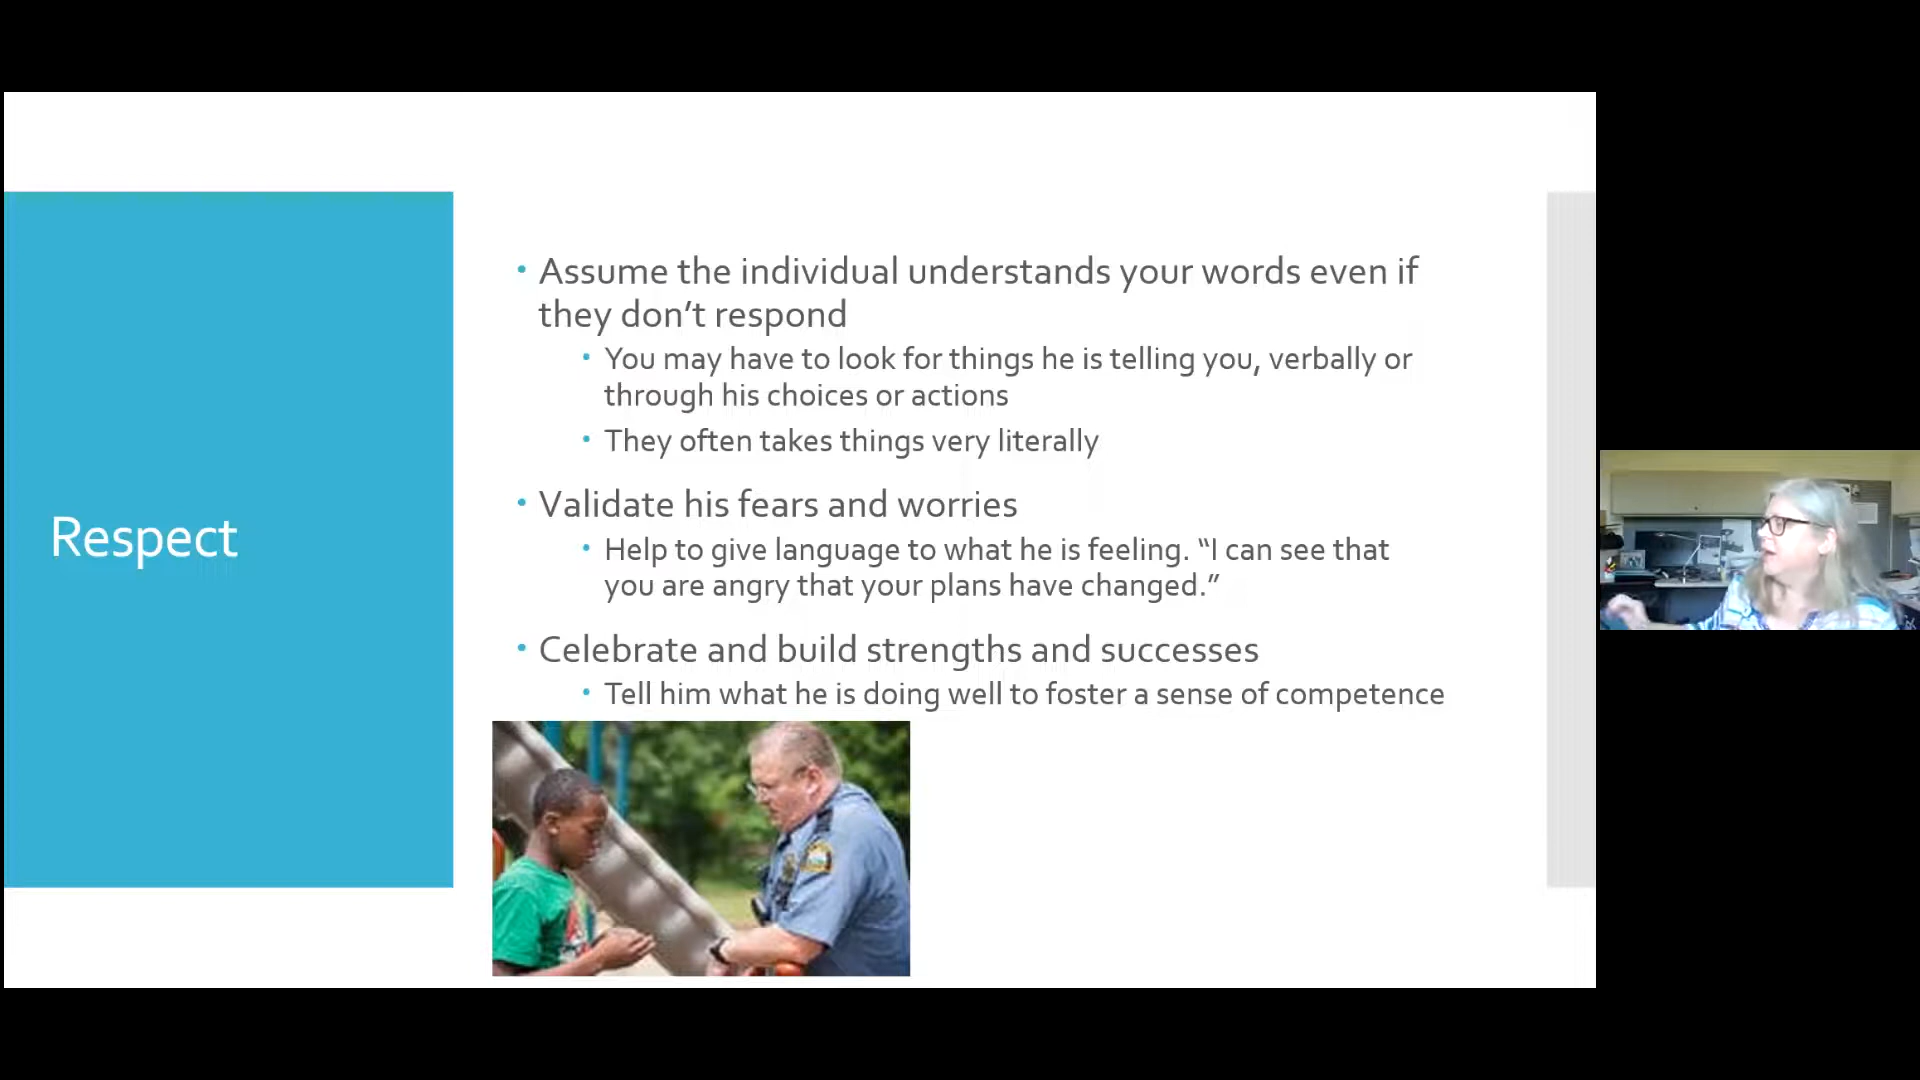 Respect
• Assume the individual understands your words even if
they don’t respond
• You may have to look for things he is telling you, verbally or
through his choices or actions
• They often takes things very literally
• Validate his fears and worries
• Help to give language to what he is feeling. “I can see that
you are angry that your plans have changed.”
• Celebrate and build strengths and successes
• Tell him what he is doing well to foster a sense of competence